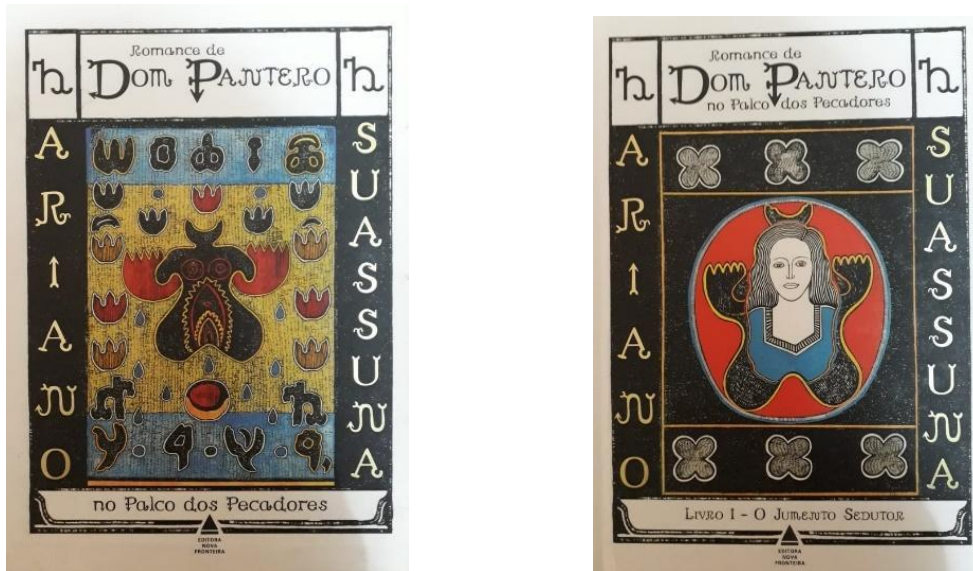 Romance de
DOM PANTERO
ARIANO
SUASSUNA
no Palco dos Pecadores
EDITORA
NOVA
FRONTEIRA
Romance de
DOM PANTERO
no Palco dos Pecadores
ARIANO
SUASSUNA
LIVRO I - O JUMENTO SEDUTOR
EDITORA
NOVA
FRONTEIRA